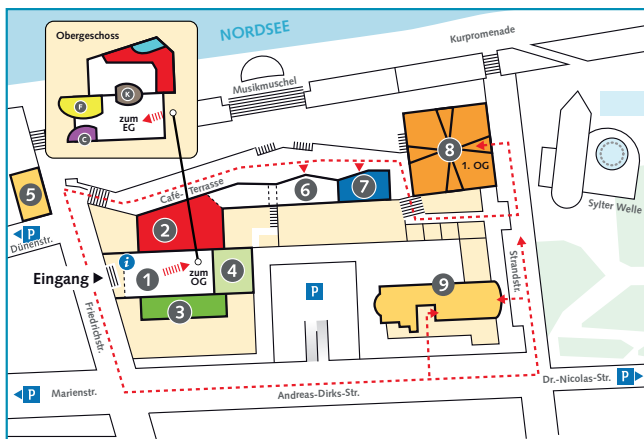 NORDSEE
Kurpromenade
Obergeschoss
K
F
C
zum
EG
Musikmuschel
8
1. OG
5
Café-Terrasse
6
7
Sylter Welle
P
Dünenstr.
2
i
Eingang
1
zum
OG
4
P
9
Strandstr.
3
Friedrichstr.
P
Marienstr.
Andreas-Dirks-Str.
Dr.-Nicolas-Str.
P